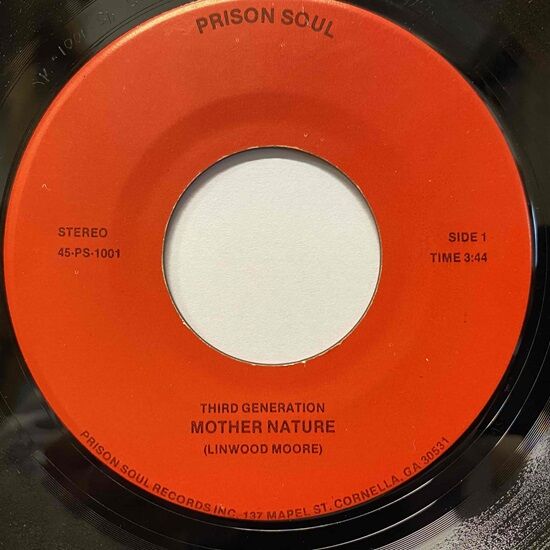 PRISON SOUL
STEREO
45-PS-1001
SIDE 1
TIME 3:44
THIRD GENERATION
MOTHER NATURE
(LINWOOD MOORE)
PRISON SOUL RECORDS INC. 137 MAPEL ST. CORNELLA, GA 30531